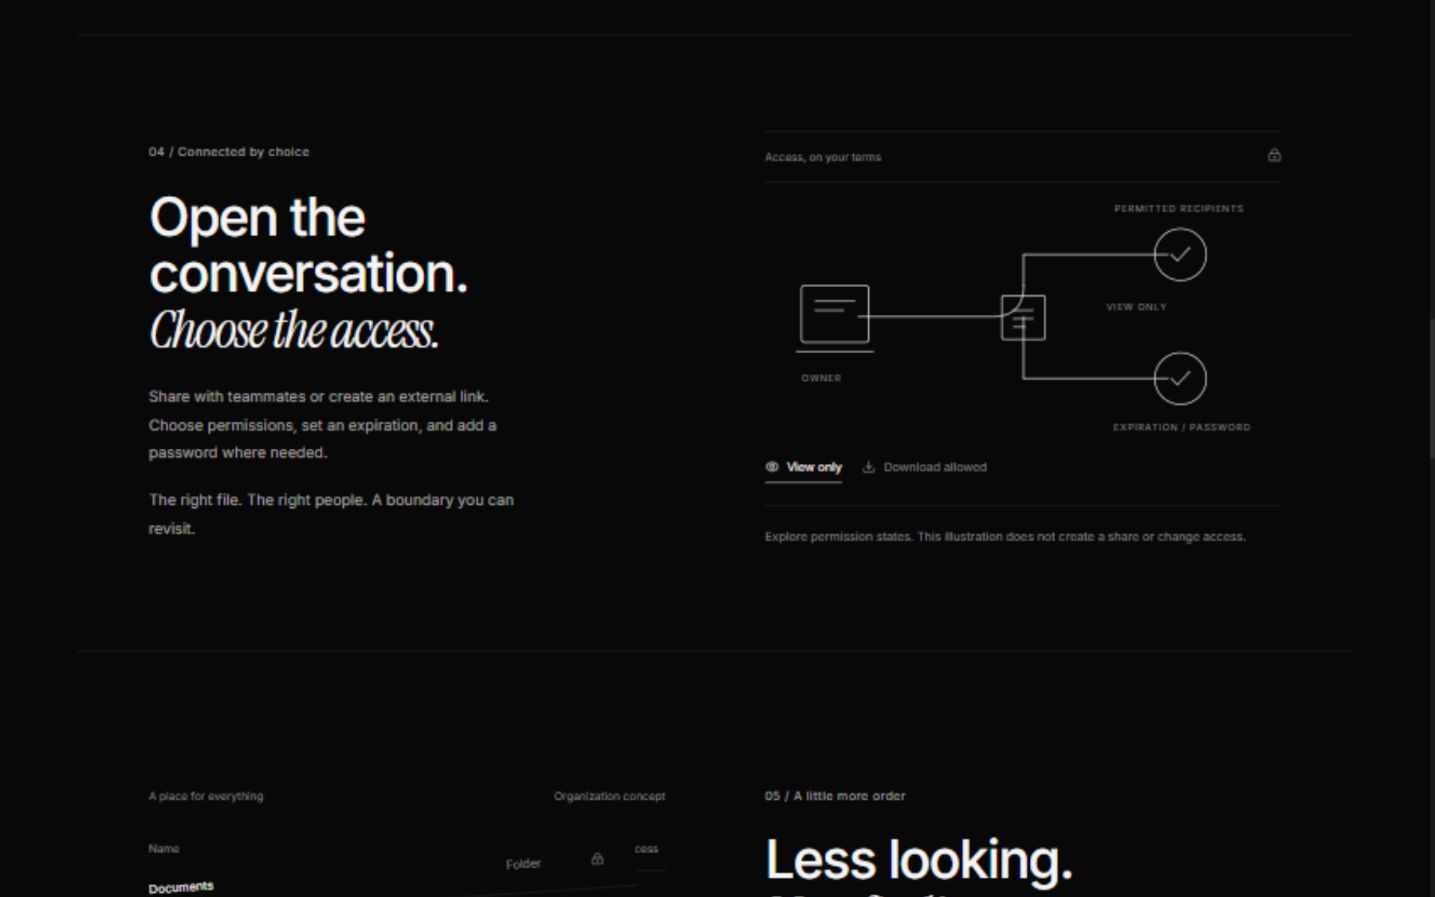 04 / Connected by choice
Open the
conversation.
Choose the access.
Share with teammates or create an external link.
Choose permissions, set an expiration, and add a
password where needed.
The right file. The right people. A boundary you can
revisit.
Access, on your terms
PERMITTED RECIPIENTS
VIEW ONLY
OWNER
EXPIRATION / PASSWORD
View only
Download allowed
Explore permission states. This illustration does not create a share or change access.
A place for everything
Organization concept
Name
Folder
cess
Documents
05 / A little more order
Less looking.